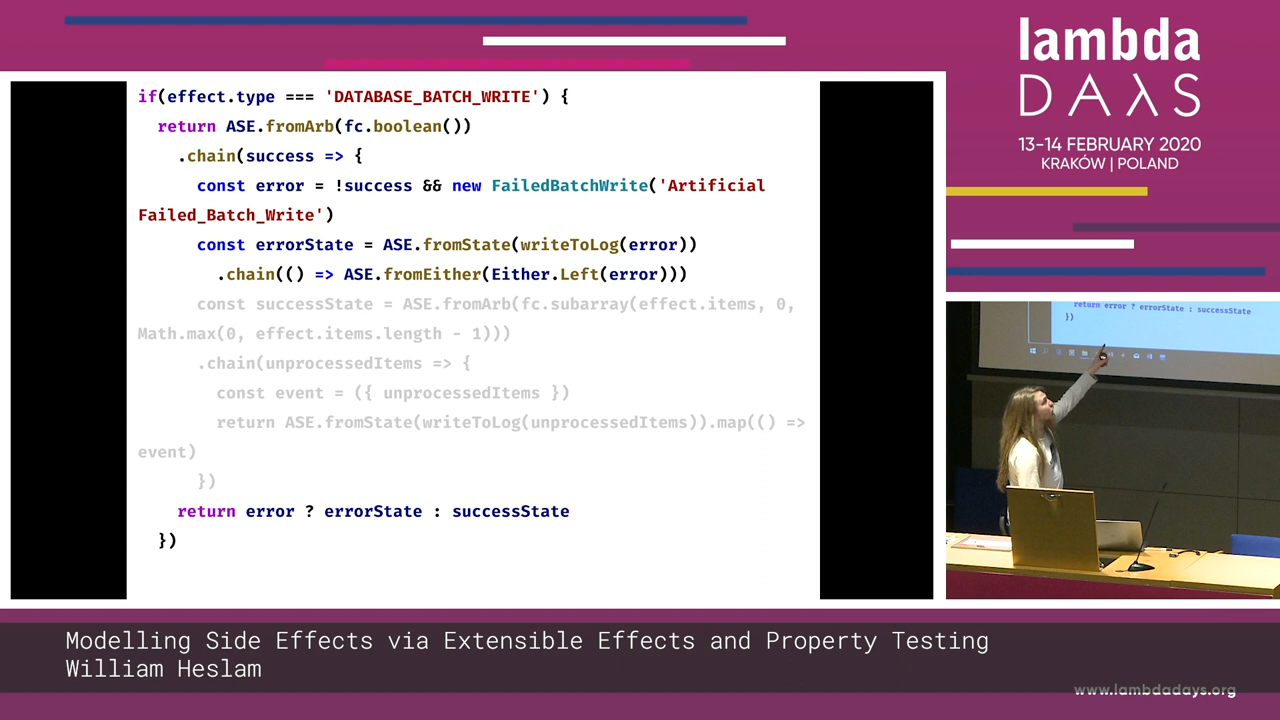 lambda
DAYS
13-14 FEBRUARY 2020
KRAKÓW | POLAND
if(effect.type === 'DATABASE_BATCH_WRITE') {
return ASE.fromArb(fc.boolean())
.chain(success => {
const error = !success && new FailedBatchWrite('Artificial
Failed_Batch_Write')
const errorState = ASE.fromState(writeToLog(error))
.chain(() => ASE.fromEither(Either.Left(error)))
const successState = ASE.fromArb(fc.subarray(effect.items, 0,
Math.max(0, effect.items.length - 1)))
.chain(unprocessedItems => {
const event = ({ unprocessedItems })
return ASE.fromState(writeToLog(unprocessedItems)).map(() =>
event)
})
return error ? errorState : successState
})
return error ? errorState : successState
})
Modelling Side Effects via Extensible Effects and Property Testing
William Heslam
www.lambdadays.org